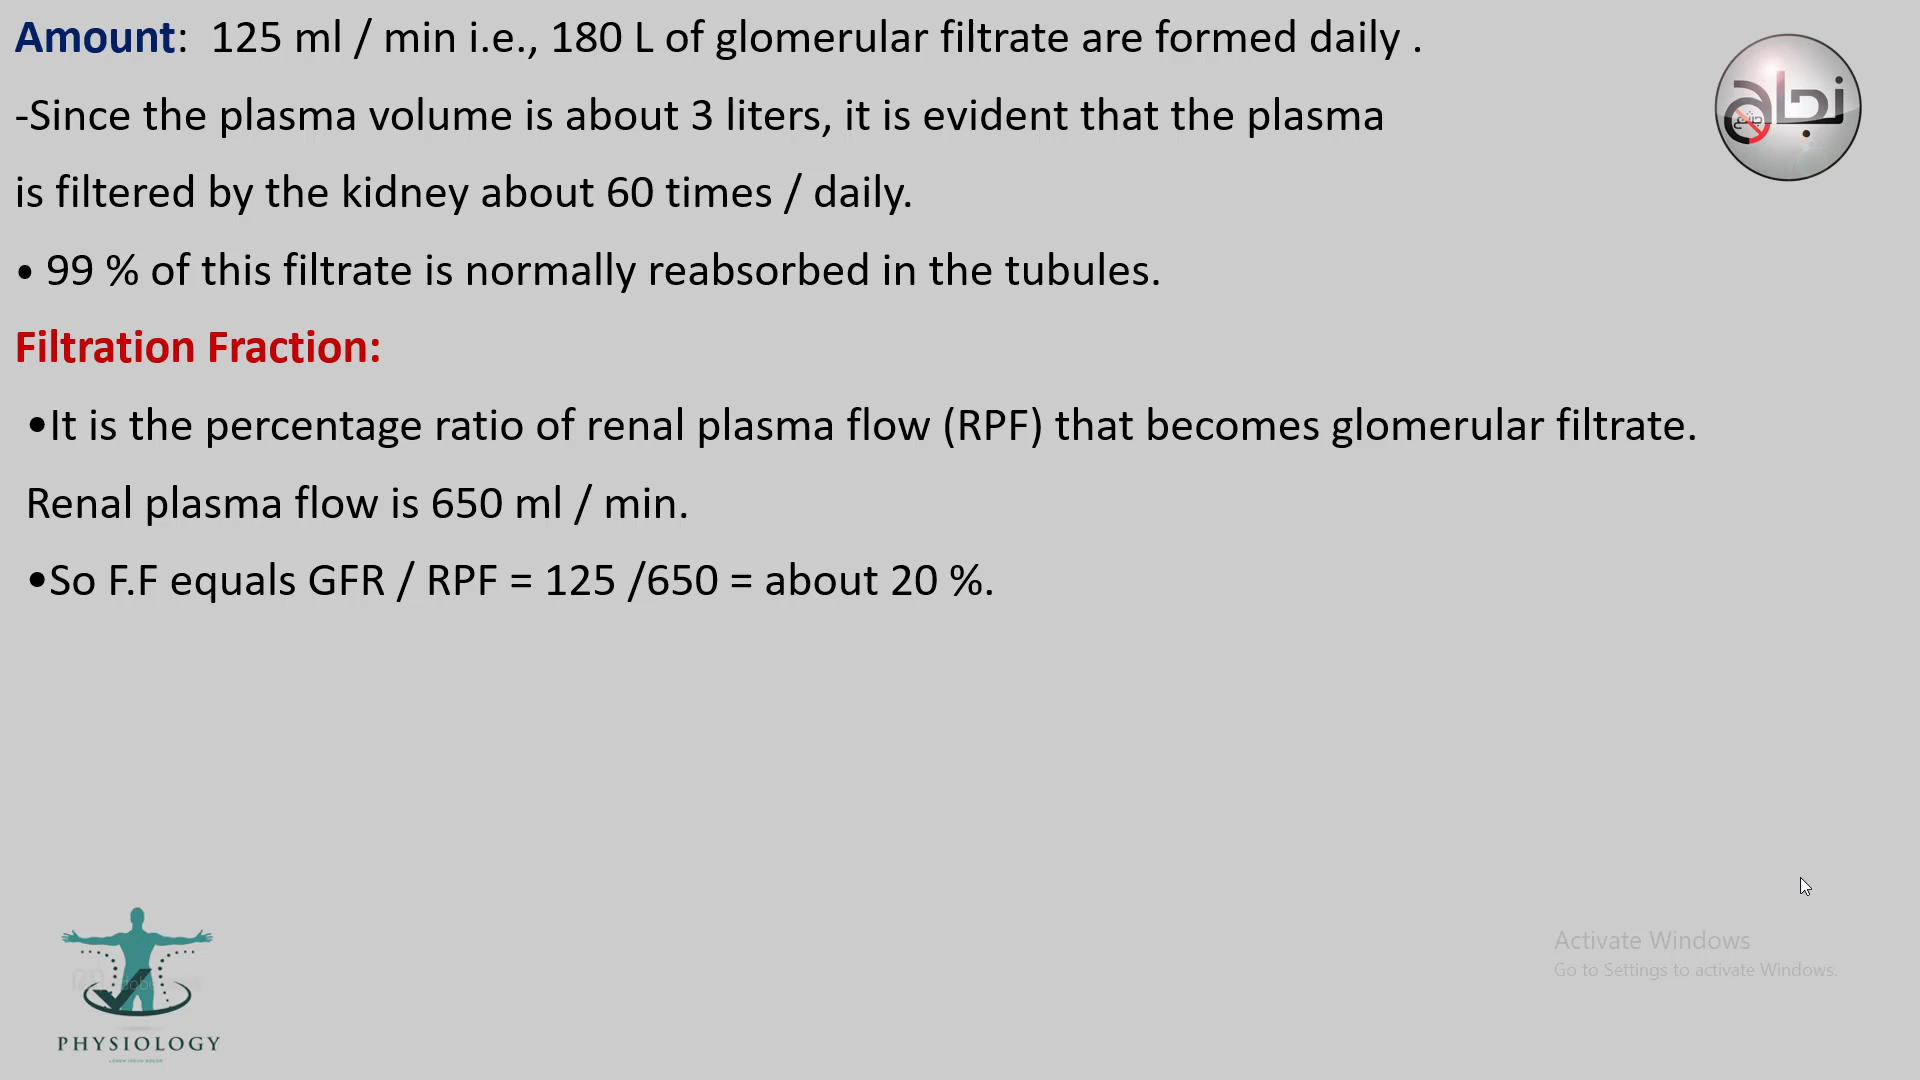 Amount: 125 ml / min i.e., 180 L of glomerular filtrate are formed daily .
-Since the plasma volume is about 3 liters, it is evident that the plasma
is filtered by the kidney about 60 times / daily.
• 99 % of this filtrate is normally reabsorbed in the tubules.
Filtration Fraction:
•It is the percentage ratio of renal plasma flow (RPF) that becomes glomerular filtrate.
Renal plasma flow is 650 ml / min.
•So F.F equals GFR / RPF = 125 /650 = about 20 %.
Activate Windows
Go to Settings to activate Windows.
PHYSIOLOGY